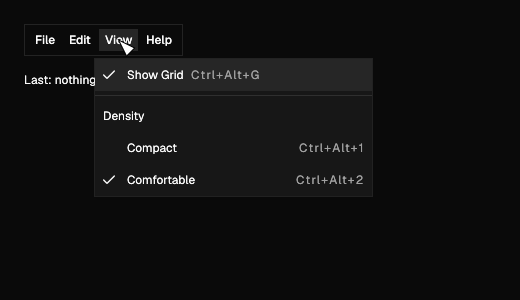 File Edit View Help
Last: nothing
Show Grid Ctrl+Alt+G
Density
Compact Ctrl+Alt+1
Comfortable Ctrl+Alt+2